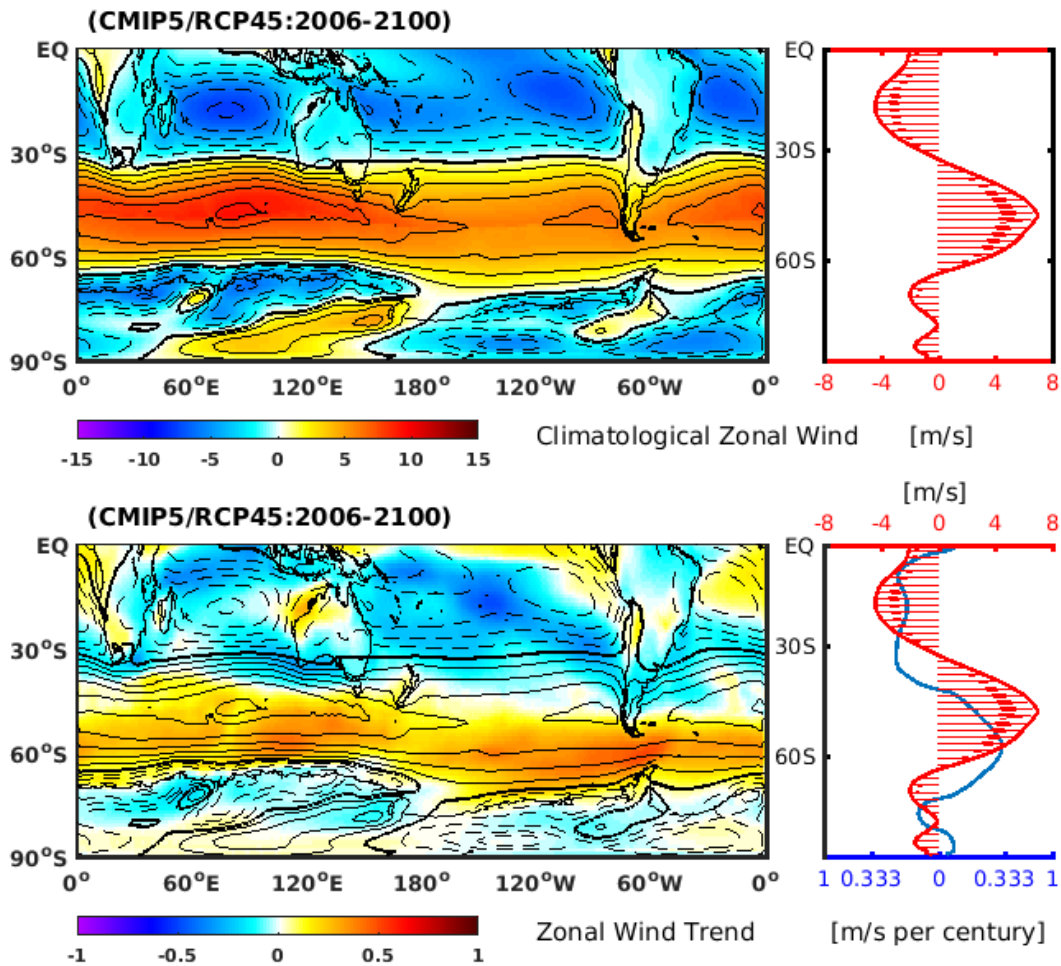 (CMIP5/RCP45:2006-2100)
EQ
30°S
60°S
90°S
0° 60°E 120°E 180° 120°W 60°W 0°
EQ
30S
60S
-8 -4 0 4 8
-15 -10 -5 0 5 10 15
Climatological Zonal Wind [m/s]
[m/s]
(CMIP5/RCP45:2006-2100)
-8 -4 0 4 8
EQ
30°S
60°S
90°S
0° 60°E 120°E 180° 120°W 60°W 0°
EQ
30S
60S
1 0.333 0 0.333 1
-1 -0.5 0 0.5 1
Zonal Wind Trend [m/s per century]